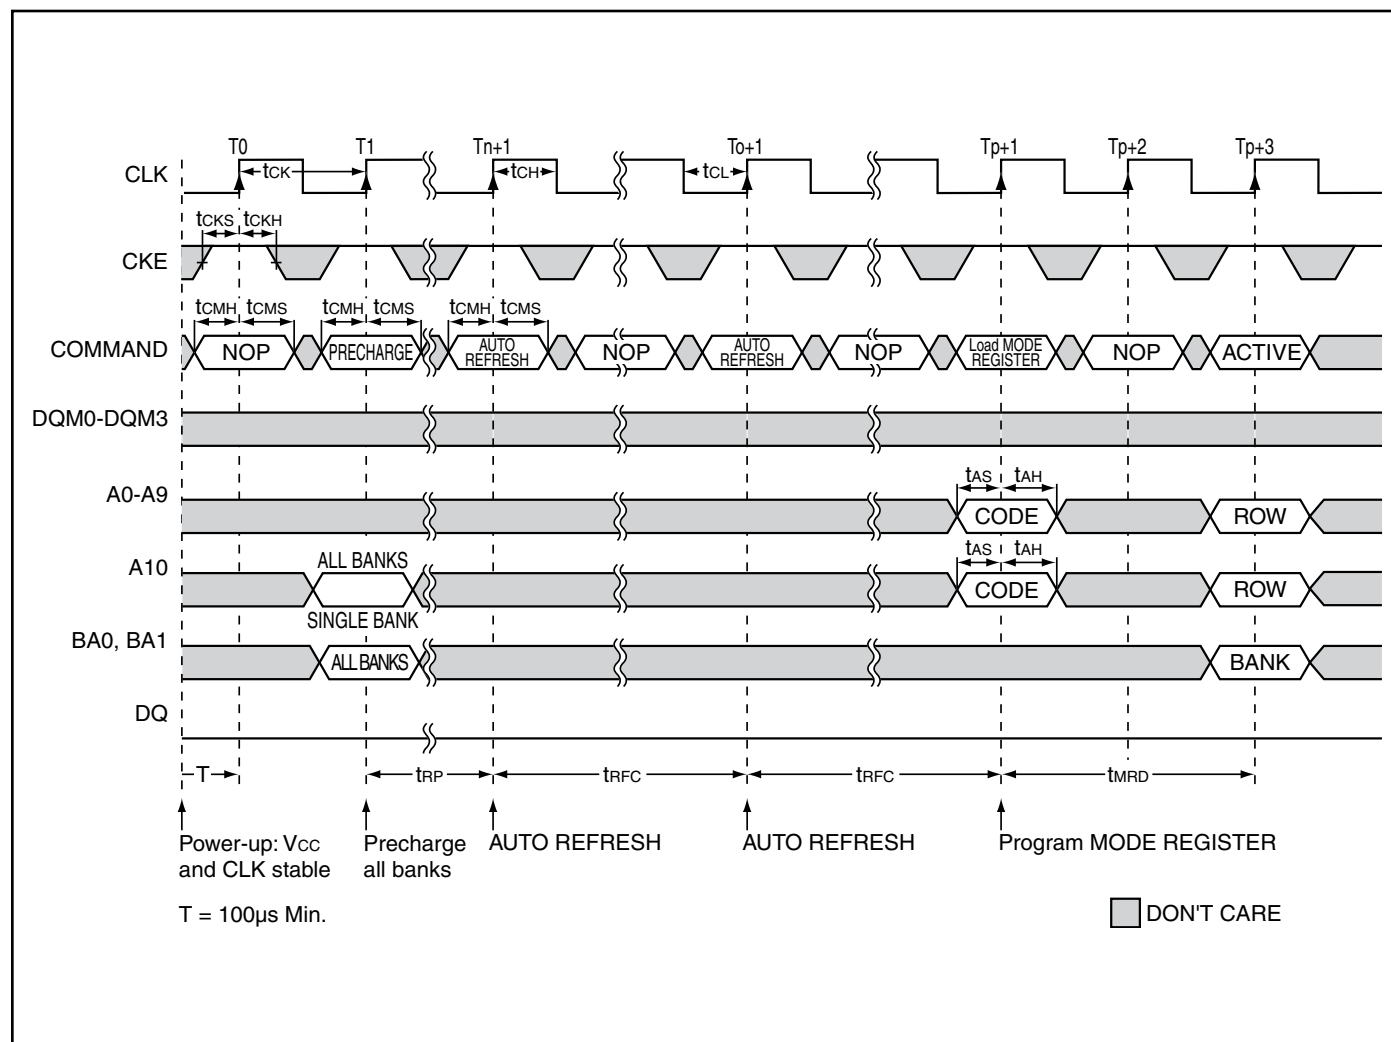 T0 T1 Tn+1 To+1 Tp+1 Tp+2 Tp+3
CLK tCK tCH tCL
tCKS tCKH
CKE
tCMH tCMS tCMH tCMS tCMH tCMS
COMMAND NOP PRECHARGE AUTO REFRESH NOP AUTO REFRESH NOP Load MODE REGISTER NOP ACTIVE
DQM0-DQM3
tAS tAH
A0-A9 CODE ROW
ALL BANKS tAS tAH
A10 CODE ROW
SINGLE BANK
BA0, BA1 ALL BANKS BANK
DQ
T tRP tRFC tRFC tMRD
Power-up: VCC
and CLK stable
Precharge
all banks
AUTO REFRESH
AUTO REFRESH
Program MODE REGISTER
T = 100µs Min.
DON'T CARE